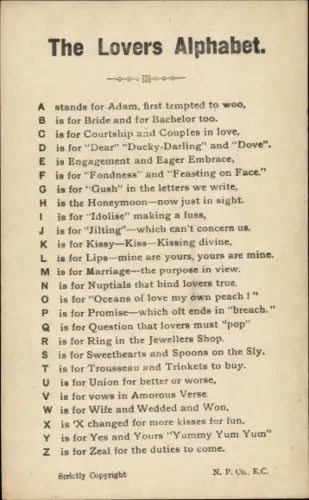 The Lovers Alphabet.
A stands for Adam, first tempted to woo,
B is for Bride and for Bachelor too.
C is for Courtship and Couples in love,
D is for "Dear" "Ducky-Darling" and "Dove".
E is Engagement and Eager Embrace,
F is for "Fondness" and "Feasting on Face."
G is for "Gush" in the letters we write,
H is the Honeymoon—now just in sight.
I is for "Idolise" making a fuss,
J is for "Jilting"—which can't concern us.
K is for Kissy—Kiss—Kissing divine,
L is for Lips—mine are yours, yours are mine.
M is for Marriage—the purpose in view.
N is for Nuptials that bind lovers true.
O is for "Oceans of love my own peach!"
P is for Promise—which oft ends in "breach."
Q is for Question that lovers must "pop"
R is for Ring in the Jewellers Shop.
S is for Sweethearts and Spoons on the Sly,
T is for Trousseau and Trinkets to buy.
U is for Union for better or worse,
V is for vows in Amorous Verse
W is for Wife and Wedded and Won,
X is 'X changed for more kisses for fun.
Y is for Yes and Yours "Yummy Yum Yum"
Z is for Zeal for the duties to come.
Strictly Copyright N. P. Co., E.C.